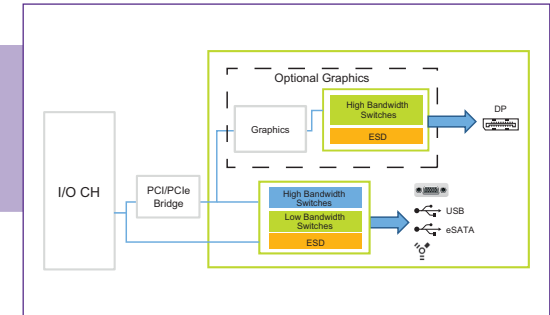 Optional Graphics
High Bandwidth
Switches
ESD
DP
Graphics
I/O CH
PCI/PCIe
Bridge
High Bandwidth
Switches
Low Bandwidth
Switches
ESD
USB
eSATA